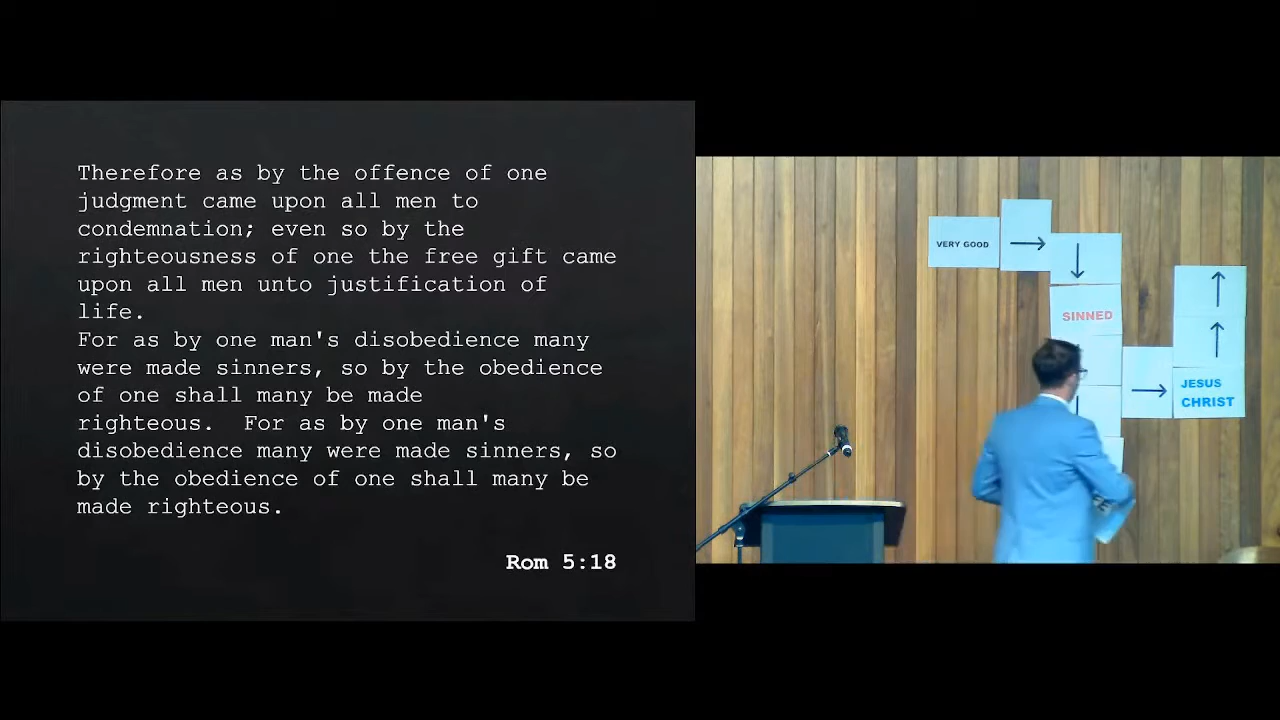 Therefore as by the offence of one
judgment came upon all men to
condemnation; even so by the
righteousness of one the free gift came
upon all men unto justification of
life.
For as by one man's disobedience many
were made sinners, so by the obedience
of one shall many be made
righteous.  For as by one man's
disobedience many were made sinners, so
by the obedience of one shall many be
made righteous.
Rom 5:18
VERY GOOD
SINNED
JESUS
CHRIST